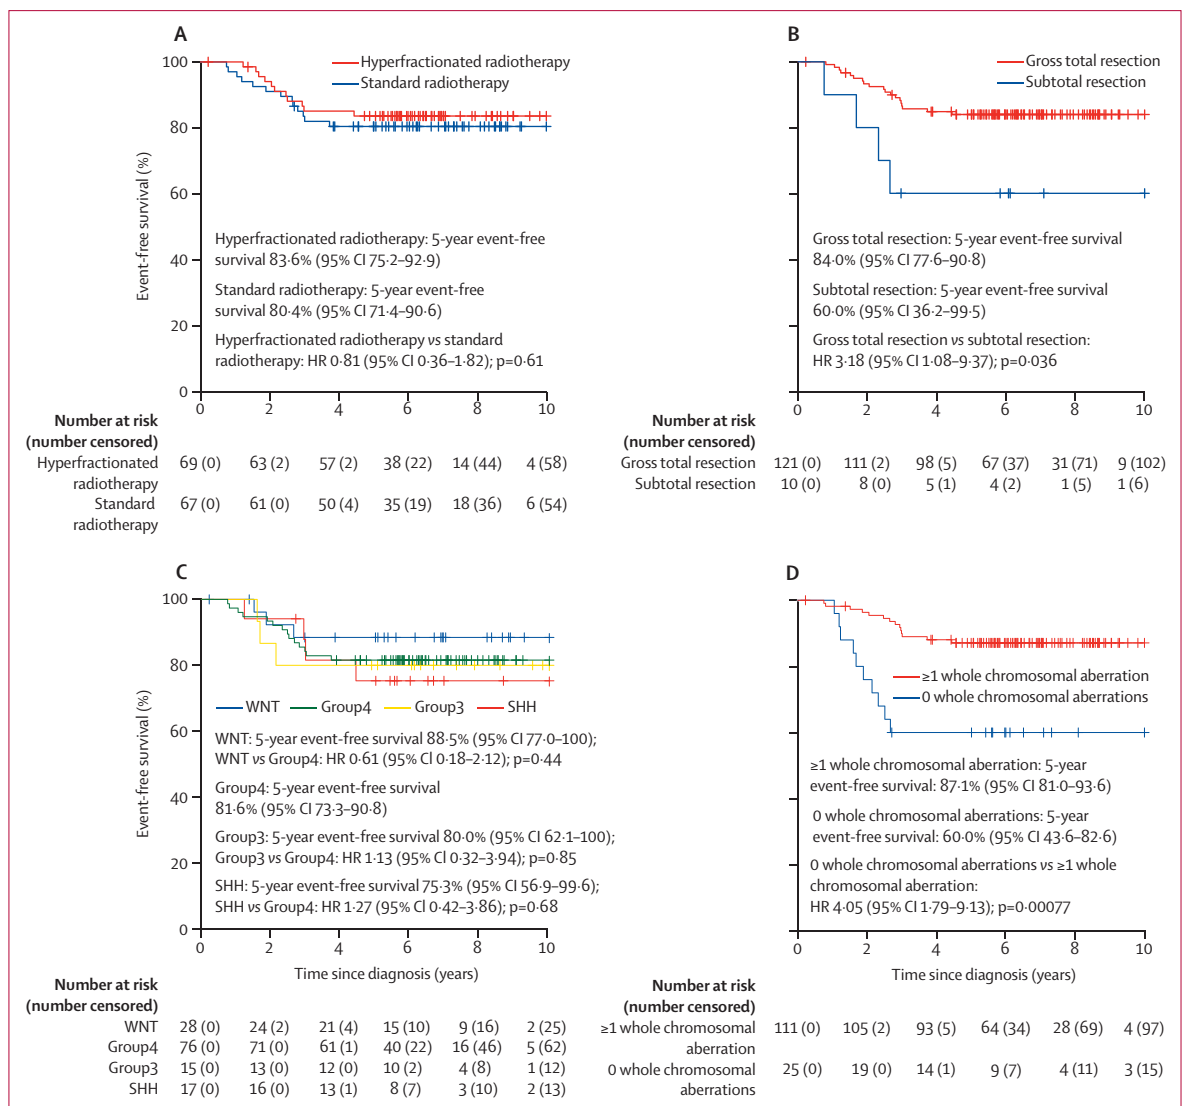 A
100
80
60
40
20
0
Event-free survival (%)
Hyperfractionated radiotherapy
Standard radiotherapy
Hyperfractionated radiotherapy: 5-year event-free
survival 83·6% (95% CI 75·2–92·9)
Standard radiotherapy: 5-year event-free
survival 80·4% (95% CI 71·4–90·6)
Hyperfractionated radiotherapy vs standard
radiotherapy: HR 0·81 (95% CI 0·36–1·82); p=0·61
0 2 4 6 8 10
Number at risk
(number censored)
Hyperfractionated radiotherapy 69 (0) 63 (2) 57 (2) 38 (22) 14 (44) 4 (58)
Standard radiotherapy 67 (0) 61 (0) 50 (4) 35 (19) 18 (36) 6 (54)
B
Gross total resection
Subtotal resection
Gross total resection: 5-year event-free survival
84·0% (95% CI 77·6–90·8)
Subtotal resection: 5-year event-free survival
60·0% (95% CI 36·2–99·5)
Gross total resection vs subtotal resection:
HR 3·18 (95% CI 1·08–9·37); p=0·036
0 2 4 6 8 10
Number at risk
(number censored)
Gross total resection 121 (0) 111 (2) 98 (5) 67 (37) 31 (71) 9 (102)
Subtotal resection 10 (0) 8 (0) 5 (1) 4 (2) 1 (5) 1 (6)
C
100
80
60
40
20
0
Event-free survival (%)
WNT Group4 Group3 SHH
WNT: 5-year event-free survival 88·5% (95% CI 77·0–100);
WNT vs Group4: HR 0·61 (95% CI 0·18–2·12); p=0·44
Group4: 5-year event-free survival
81·6% (95% CI 73·3–90·8)
Group3: 5-year event-free survival 80·0% (95% CI 62·1–100);
Group3 vs Group4: HR 1·13 (95% CI 0·32–3·94); p=0·85
SHH: 5-year event-free survival 75·3% (95% CI 56·9–99·6);
SHH vs Group4: HR 1·27 (95% CI 0·42–3·86); p=0·68
0 2 4 6 8 10
Time since diagnosis (years)
Number at risk
(number censored)
WNT 28 (0) 24 (2) 21 (4) 15 (10) 9 (16) 2 (25)
Group4 76 (0) 71 (0) 61 (1) 40 (22) 16 (46) 5 (62)
Group3 15 (0) 13 (0) 12 (0) 10 (2) 4 (8) 1 (12)
SHH 17 (0) 16 (0) 13 (1) 8 (7) 3 (10) 2 (13)
D
≥1 whole chromosomal aberration
0 whole chromosomal aberrations
≥1 whole chromosomal aberration: 5-year
event-free survival: 87·1% (95% CI 81·0–93·6)
0 whole chromosomal aberrations: 5-year
event-free survival: 60·0% (95% CI 43·6–82·6)
0 whole chromosomal aberrations vs ≥1 whole
chromosomal aberration:
HR 4·05 (95% CI 1·79–9·13); p=0·00077
0 2 4 6 8 10
Time since diagnosis (years)
Number at risk
(number censored)
≥1 whole chromosomal aberration 111 (0) 105 (2) 93 (5) 64 (34) 28 (69) 4 (97)
0 whole chromosomal aberrations 25 (0) 19 (0) 14 (1) 9 (7) 4 (11) 3 (15)